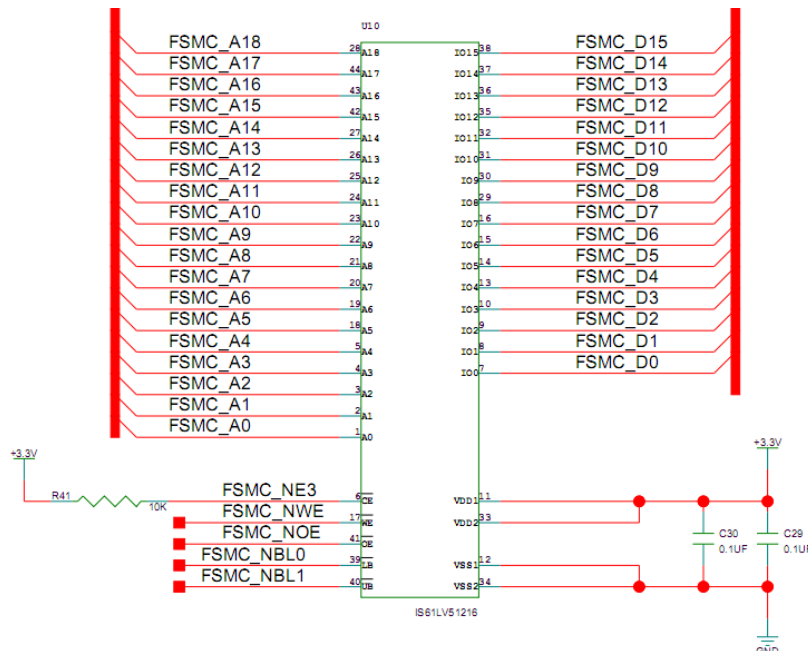 U10
FSMC_A18 28 A18 IO15 38 FSMC_D15
FSMC_A17 44 A17 IO14 37 FSMC_D14
FSMC_A16 43 A16 IO13 36 FSMC_D13
FSMC_A15 42 A15 IO12 35 FSMC_D12
FSMC_A14 27 A14 IO11 32 FSMC_D11
FSMC_A13 26 A13 IO10 31 FSMC_D10
FSMC_A12 25 A12 IO9 30 FSMC_D9
FSMC_A11 24 A11 IO8 29 FSMC_D8
FSMC_A10 23 A10 IO7 16 FSMC_D7
FSMC_A9 22 A9 IO6 15 FSMC_D6
FSMC_A8 21 A8 IO5 14 FSMC_D5
FSMC_A7 20 A7 IO4 13 FSMC_D4
FSMC_A6 19 A6 IO3 10 FSMC_D3
FSMC_A5 18 A5 IO2 9 FSMC_D2
FSMC_A4 5 A4 IO1 8 FSMC_D1
FSMC_A3 4 A3 IO0 7 FSMC_D0
FSMC_A2 3 A2
FSMC_A1 2 A1
FSMC_A0 1 A0
+3.3V +3.3V
R41 10K FSMC_NE3 6 CE VDD1 11
FSMC_NWE 17 WE VDD2 33
FSMC_NOE 41 OE C30 C29
0.1UF 0.1UF
FSMC_NBL0 39 LB VSS1 12
FSMC_NBL1 40 UB VSS2 34
IS61LV51216
GND